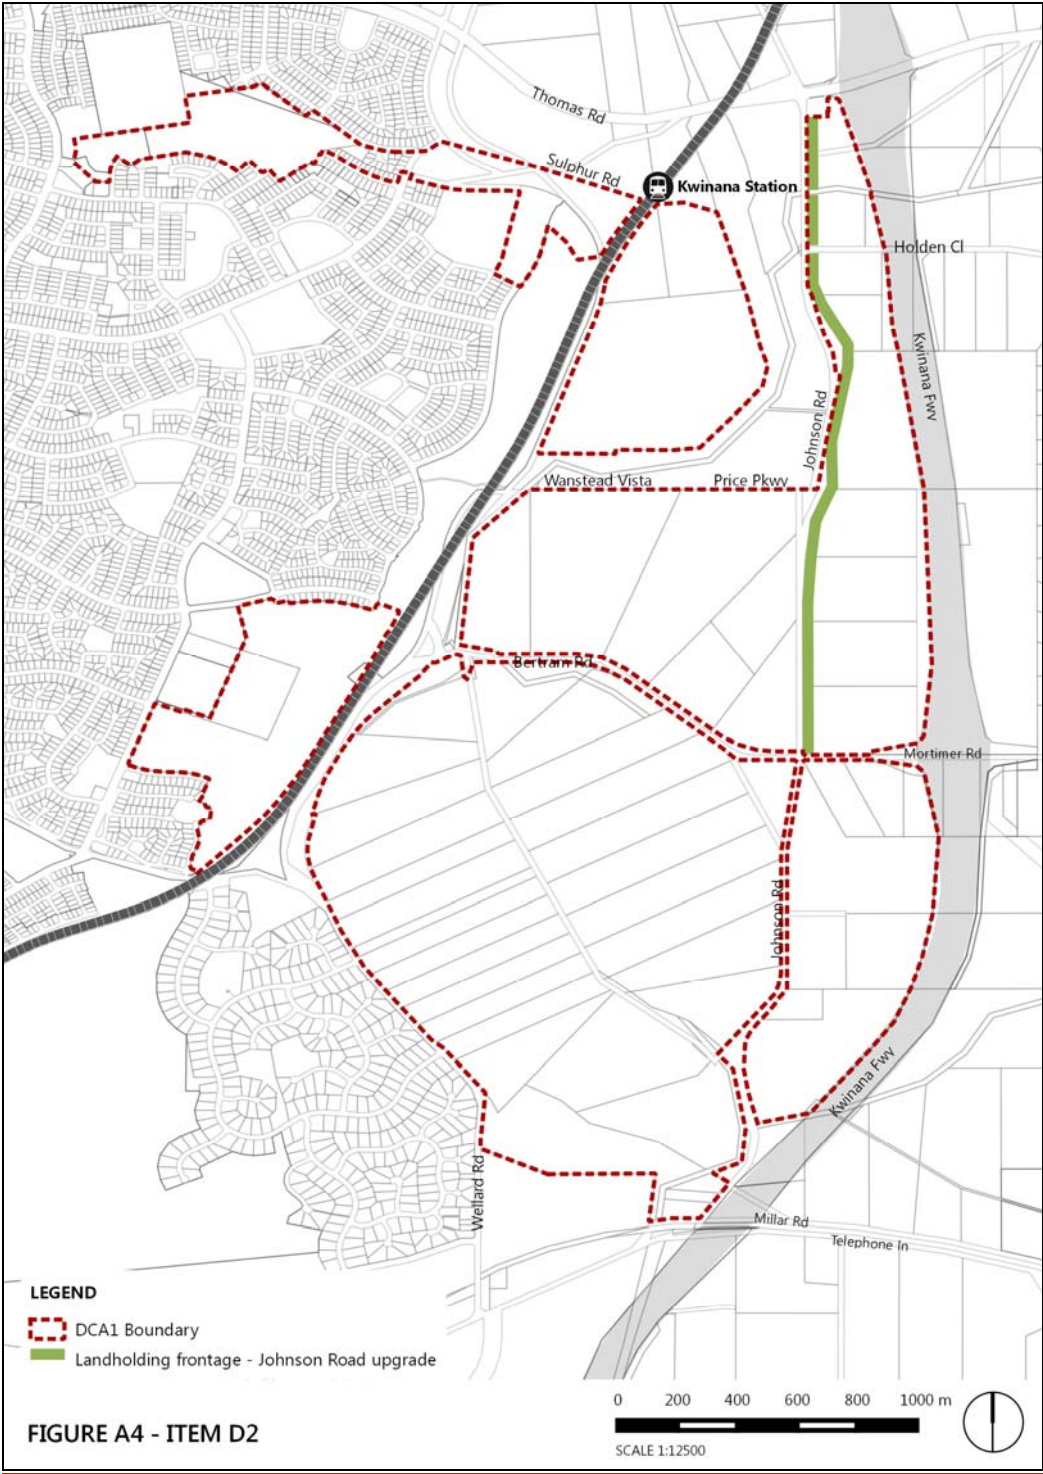 Thomas Rd
Sulphur Rd
Kwinana Station
Holden Cl
Kwinana Fwy
Johnson Rd
Wanstead Vista
Price Pkwy
Bertram Rd
Mortimer Rd
Johnson Rd
Kwinana Fwy
Wellard Rd
Millar Rd
Telephone ln
LEGEND
DCA1 Boundary
Landholding frontage - Johnson Road upgrade
0 200 400 600 800 1000 m
SCALE 1:12500
FIGURE A4 - ITEM D2